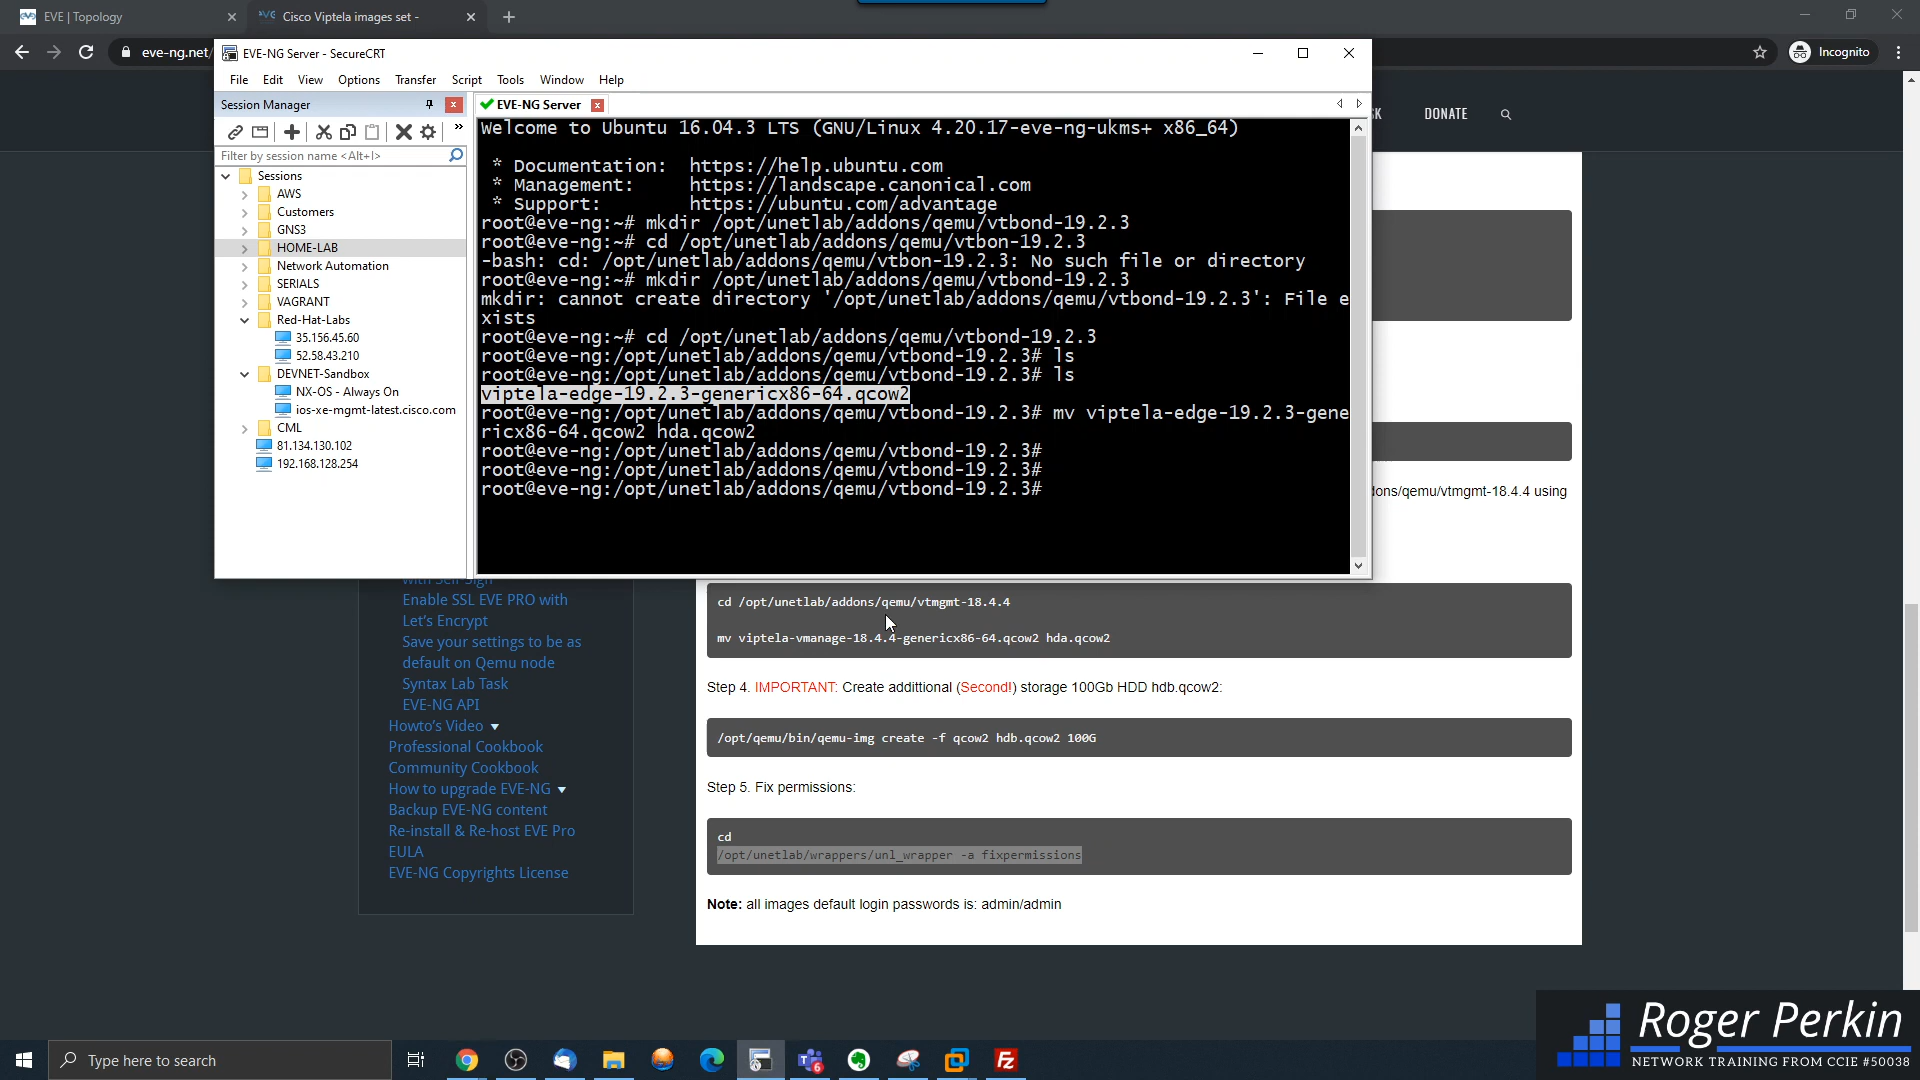 EVE | Topology
Cisco Viptela images set -
eve-ng.net/
Incognito
EVE-NG Server - SecureCRT
File Edit View Options Transfer Script Tools Window Help
Session Manager
EVE-NG Server
Filter by session name <Alt+I>
Sessions
AWS
Customers
GNS3
HOME-LAB
Network Automation
SERIALS
VAGRANT
Red-Hat-Labs
35.156.45.60
52.58.43.210
DEVNET-Sandbox
NX-OS - Always On
ios-xe-mgmt-latest.cisco.com
CML
81.134.130.102
192.168.128.254
Welcome to Ubuntu 16.04.3 LTS (GNU/Linux 4.20.17-eve-ng-ukms+ x86_64)
* Documentation: https://help.ubuntu.com
* Management: https://landscape.canonical.com
* Support: https://ubuntu.com/advantage
root@eve-ng:~# mkdir /opt/unetlab/addons/qemu/vtbond-19.2.3
root@eve-ng:~# cd /opt/unetlab/addons/qemu/vtbon-19.2.3
-bash: cd: /opt/unetlab/addons/qemu/vtbon-19.2.3: No such file or directory
root@eve-ng:~# mkdir /opt/unetlab/addons/qemu/vtbond-19.2.3
mkdir: cannot create directory '/opt/unetlab/addons/qemu/vtbond-19.2.3': File e
xists
root@eve-ng:~# cd /opt/unetlab/addons/qemu/vtbond-19.2.3
root@eve-ng:/opt/unetlab/addons/qemu/vtbond-19.2.3# ls
root@eve-ng:/opt/unetlab/addons/qemu/vtbond-19.2.3# ls
viptela-edge-19.2.3-genericx86-64.qcow2
root@eve-ng:/opt/unetlab/addons/qemu/vtbond-19.2.3# mv viptela-edge-19.2.3-gene
ricx86-64.qcow2 hda.qcow2
root@eve-ng:/opt/unetlab/addons/qemu/vtbond-19.2.3#
root@eve-ng:/opt/unetlab/addons/qemu/vtbond-19.2.3#
root@eve-ng:/opt/unetlab/addons/qemu/vtbond-19.2.3#
SK
DONATE
dons/qemu/vtmgmt-18.4.4 using
with Self Sign
Enable SSL EVE PRO with
Let's Encrypt
Save your settings to be as
default on Qemu node
Syntax Lab Task
EVE-NG API
Howto's Video
Professional Cookbook
Community Cookbook
How to upgrade EVE-NG
Backup EVE-NG content
Re-install & Re-host EVE Pro
EULA
EVE-NG Copyrights License
cd /opt/unetlab/addons/qemu/vtmgmt-18.4.4
mv viptela-vmanage-18.4.4-genericx86-64.qcow2 hda.qcow2
Step 4. IMPORTANT: Create addittional (Second!) storage 100Gb HDD hdb.qcow2:
/opt/qemu/bin/qemu-img create -f qcow2 hdb.qcow2 100G
Step 5. Fix permissions:
cd
/opt/unetlab/wrappers/unl_wrapper -a fixpermissions
Note: all images default login passwords is: admin/admin
Roger Perkin
NETWORK TRAINING FROM CCIE #50038
Type here to search
6